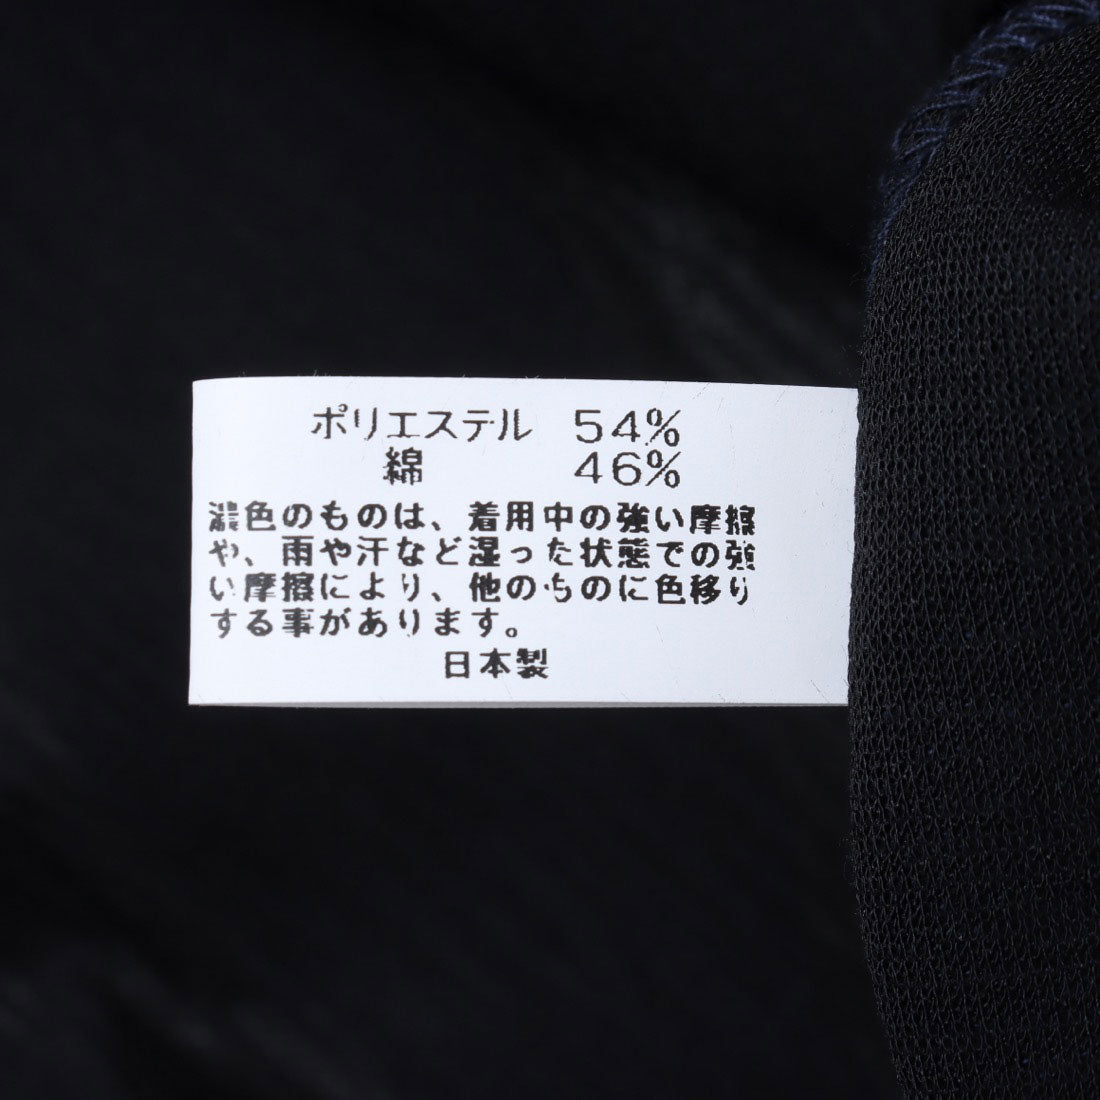 ポリエステル 54%
綿 46%
濃色のものは、着用中の強い摩擦
や、雨や汗など湿った状態での強
い摩擦により、他のものに色移り
する事があります。
日本製